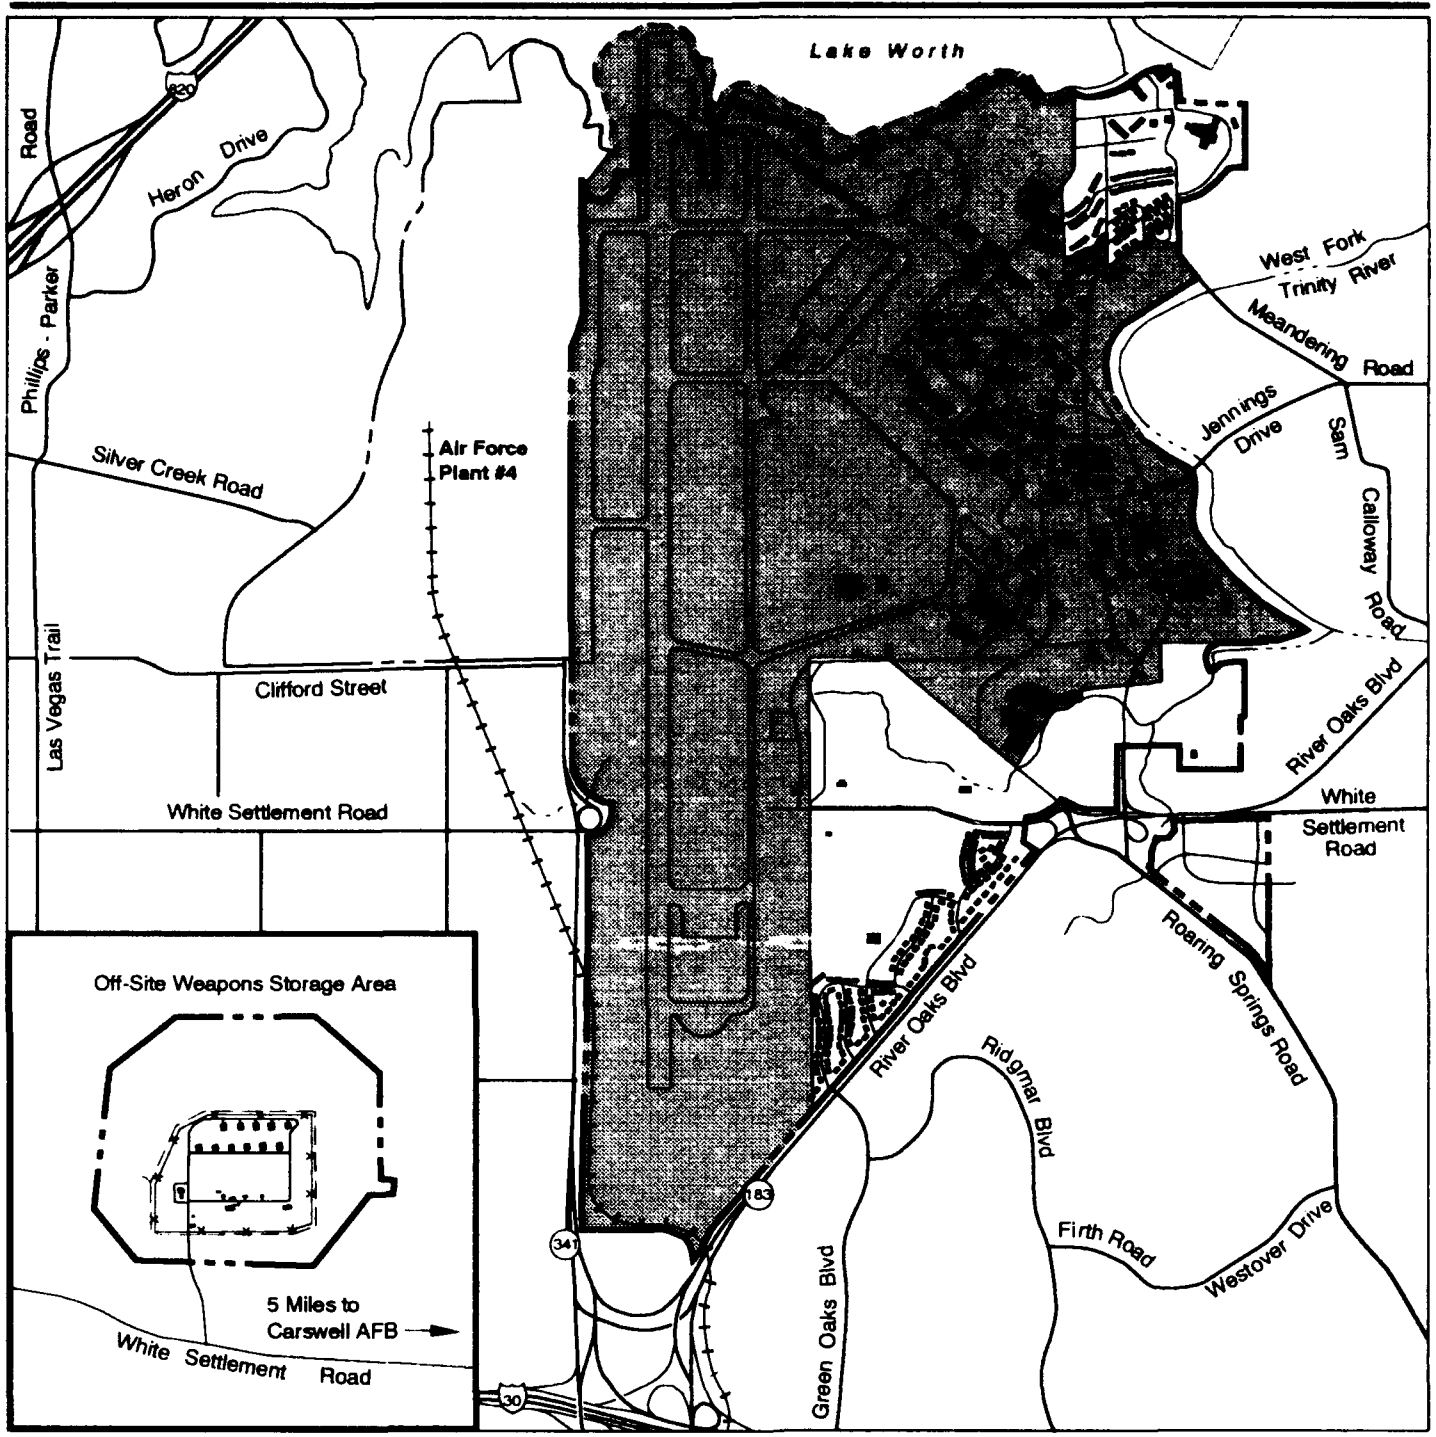 Lake Worth
820
Road
Heron Drive
Phillips - Parker
West Fork
Trinity River
Meandering
Road
Jennings
Drive
Sam
Calloway
Road
Air Force
Plant #4
Silver Creek Road
Las Vegas Trail
Clifford Street
River Oaks Blvd
White Settlement Road
White
Settlement
Road
Roaring
Springs Road
River Oaks Blvd
Ridgmar Blvd
Off-Site Weapons Storage Area
183
341
Firth Road
Westover Drive
Green Oaks Blvd
5 Miles to
Carswell AFB
White Settlement Road
30